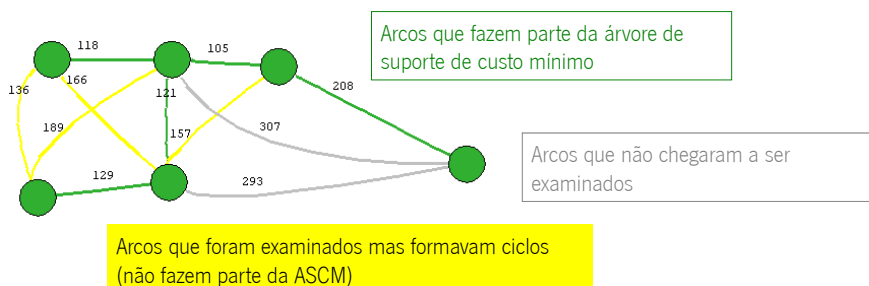 118
105
Arcos que fazem parte da árvore de
suporte de custo mínimo
136
166
121
208
189
157
307
Arcos que não chegaram a ser
examinados
129
293
Arcos que foram examinados mas formavam ciclos
(não fazem parte da ASCM)